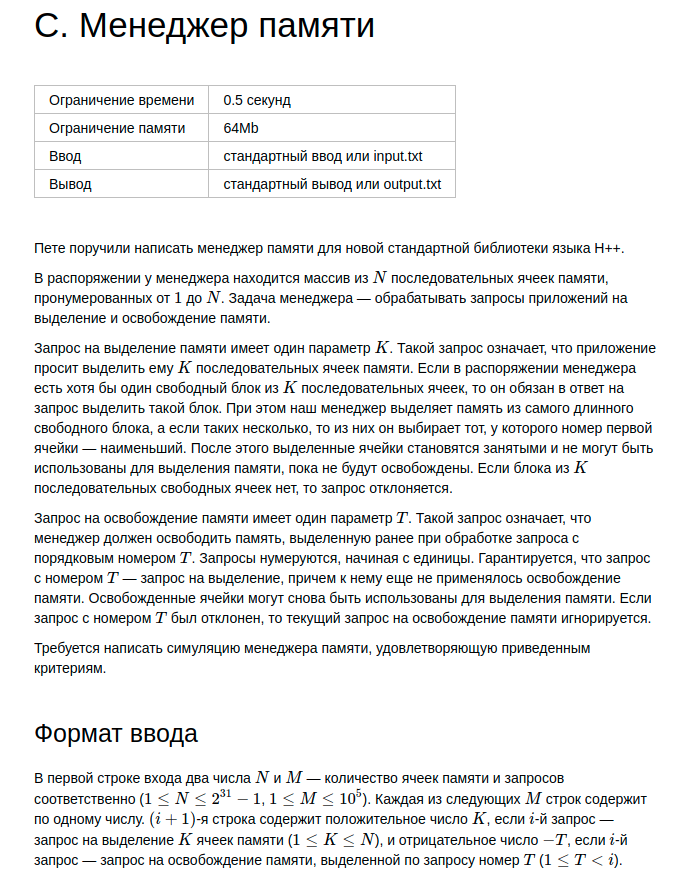 C. Менеджер памяти
Ограничение времени 0.5 секунд
Ограничение памяти 64Mb
Ввод стандартный ввод или input.txt
Вывод стандартный вывод или output.txt
Пете поручили написать менеджер памяти для новой стандартной библиотеки языка H++.
В распоряжении у менеджера находится массив из N последовательных ячеек памяти,
пронумерованных от 1 до N. Задача менеджера — обрабатывать запросы приложений на
выделение и освобождение памяти.
Запрос на выделение памяти имеет один параметр K. Такой запрос означает, что приложение
просит выделить ему K последовательных ячеек памяти. Если в распоряжении менеджера
есть хотя бы один свободный блок из K последовательных ячеек, то он обязан в ответ на
запрос выделить такой блок. При этом наш менеджер выделяет память из самого длинного
свободного блока, а если таких несколько, то из них он выбирает тот, у которого номер первой
ячейки — наименьший. После этого выделенные ячейки становятся занятыми и не могут быть
использованы для выделения памяти, пока не будут освобождены. Если блока из K
последовательных свободных ячеек нет, то запрос отклоняется.
Запрос на освобождение памяти имеет один параметр T. Такой запрос означает, что
менеджер должен освободить память, выделенную ранее при обработке запроса с
порядковым номером T. Запросы нумеруются, начиная с единицы. Гарантируется, что запрос
с номером T — запрос на выделение, причем к нему еще не применялось освобождение
памяти. Освобожденные ячейки могут снова быть использованы для выделения памяти. Если
запрос с номером T был отклонен, то текущий запрос на освобождение памяти игнорируется.
Требуется написать симуляцию менеджера памяти, удовлетворяющую приведенным
критериям.
Формат ввода
В первой строке входа два числа N и M — количество ячеек памяти и запросов
соответственно (1 ≤ N ≤ 2³¹ − 1, 1 ≤ M ≤ 10⁵). Каждая из следующих M строк содержит
по одному числу. (i + 1)-я строка содержит положительное число K, если i-й запрос —
запрос на выделение K ячеек памяти (1 ≤ K ≤ N), и отрицательное число −T, если i-й
запрос — запрос на освобождение памяти, выделенной по запросу номер T (1 ≤ T < i).